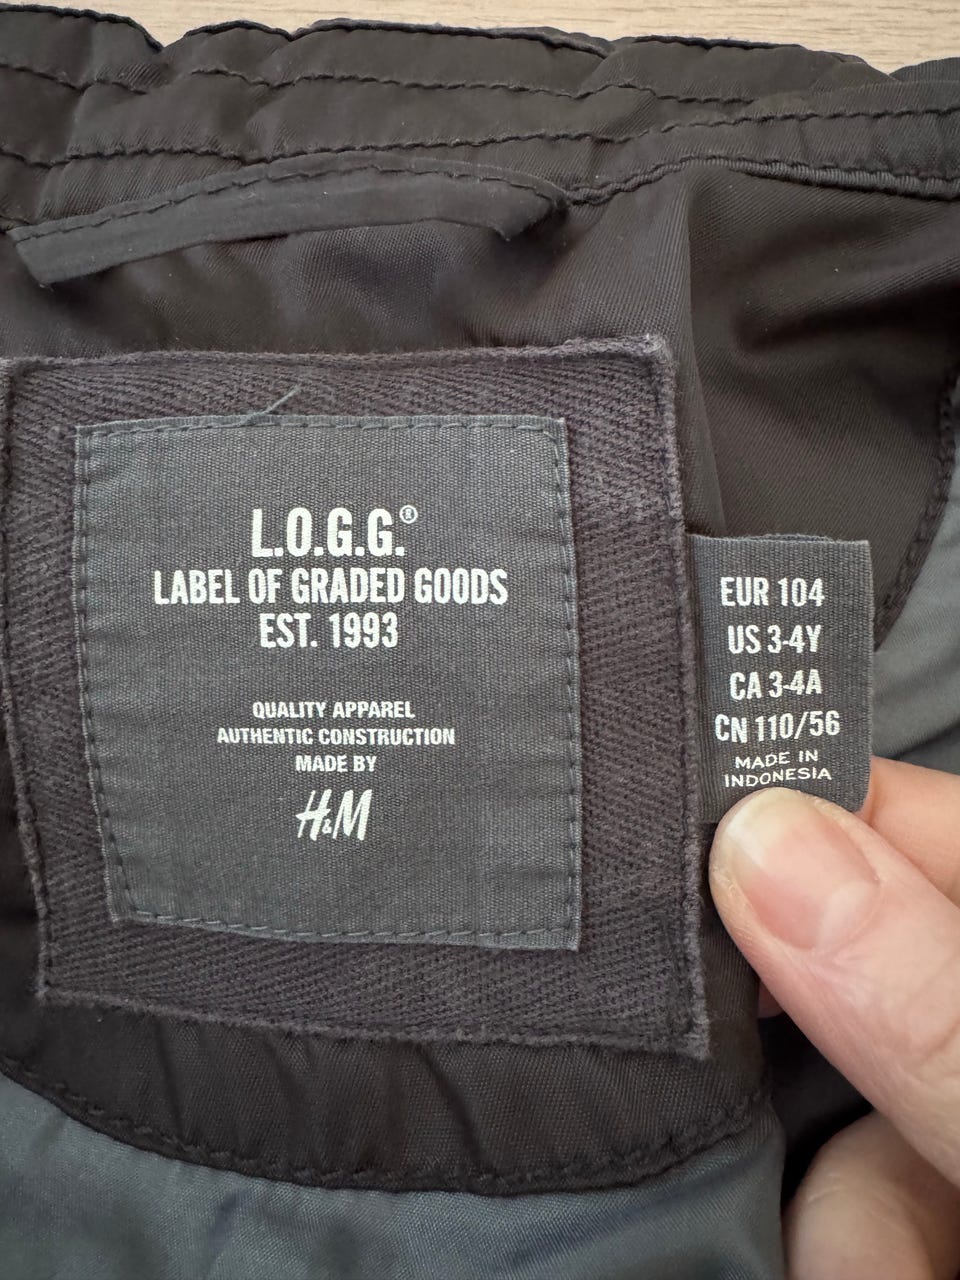 L.O.G.G.®
LABEL OF GRADED GOODS
EST. 1993
QUALITY APPAREL
AUTHENTIC CONSTRUCTION
MADE BY
H&M
EUR 104
US 3-4Y
CA 3-4A
CN 110/56
MADE IN
INDONESIA